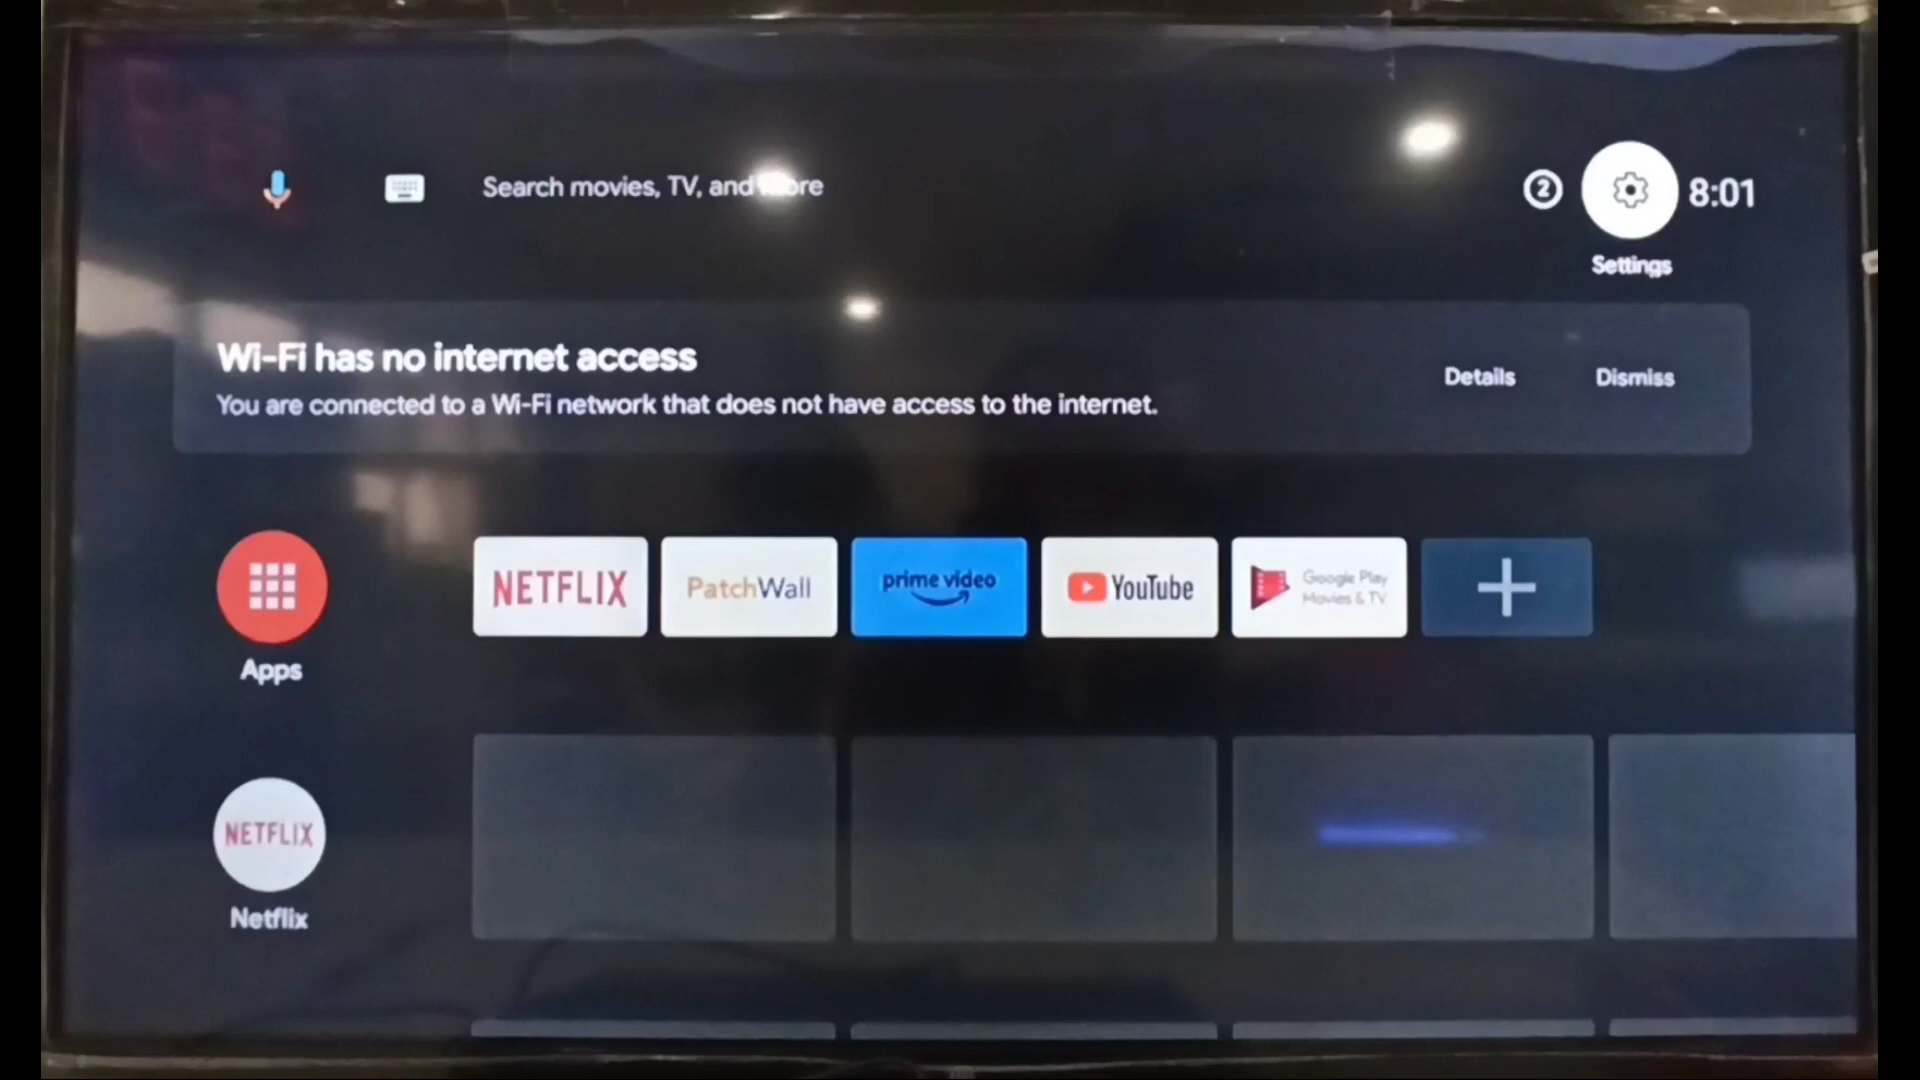 Search movies, TV, and more
2
8:01
Settings
Wi-Fi has no internet access
You are connected to a Wi-Fi network that does not have access to the internet.
Details
Dismiss
NETFLIX
PatchWall
prime video
YouTube
Google Play
Movies & TV
Apps
NETFLIX
Netflix